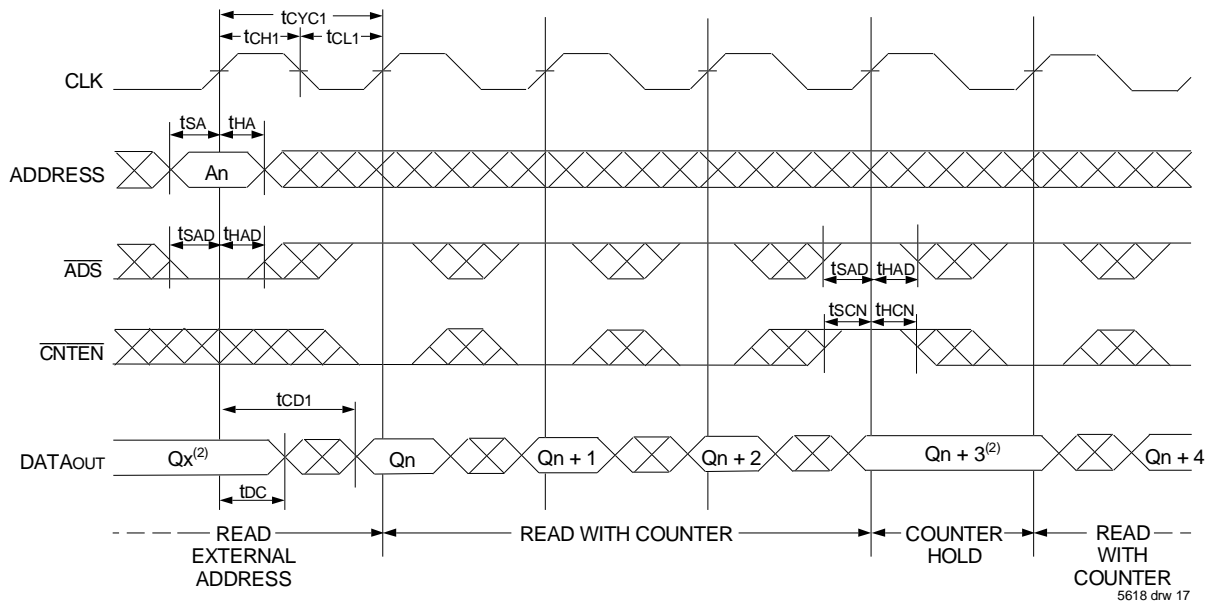 tCYC1
tCH1 tCL1
CLK
tSA tHA
ADDRESS An
tSAD tHAD
ADS
tSAD tHAD
tSCN tHCN
CNTEN
tCD1
DATAOUT Qx(2) Qn Qn + 1 Qn + 2 Qn + 3(2) Qn + 4
tDC
READ EXTERNAL ADDRESS
READ WITH COUNTER
COUNTER HOLD
READ WITH COUNTER
5618 drw 17